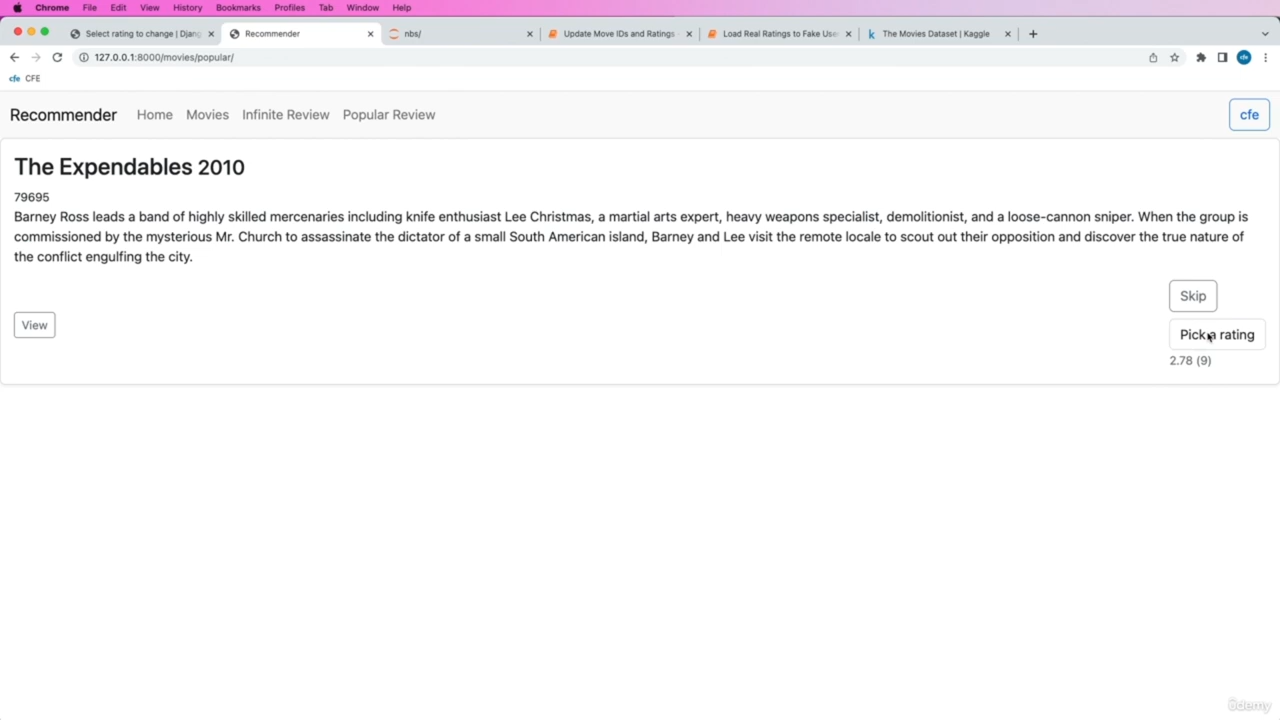 Chrome File Edit View History Bookmarks Profiles Tab Window Help
Select rating to change | Djang
Recommender
nbs/
Update Move IDs and Ratings
Load Real Ratings to Fake Use
The Movies Dataset | Kaggle
127.0.0.1:8000/movies/popular/
cfe
cfe CFE
Recommender Home Movies Infinite Review Popular Review cfe
The Expendables 2010
79695
Barney Ross leads a band of highly skilled mercenaries including knife enthusiast Lee Christmas, a martial arts expert, heavy weapons specialist, demolitionist, and a loose-cannon sniper. When the group is
commissioned by the mysterious Mr. Church to assassinate the dictator of a small South American island, Barney and Lee visit the remote locale to scout out their opposition and discover the true nature of
the conflict engulfing the city.
Skip
View
Pick a rating
2.78 (9)
ûdemy